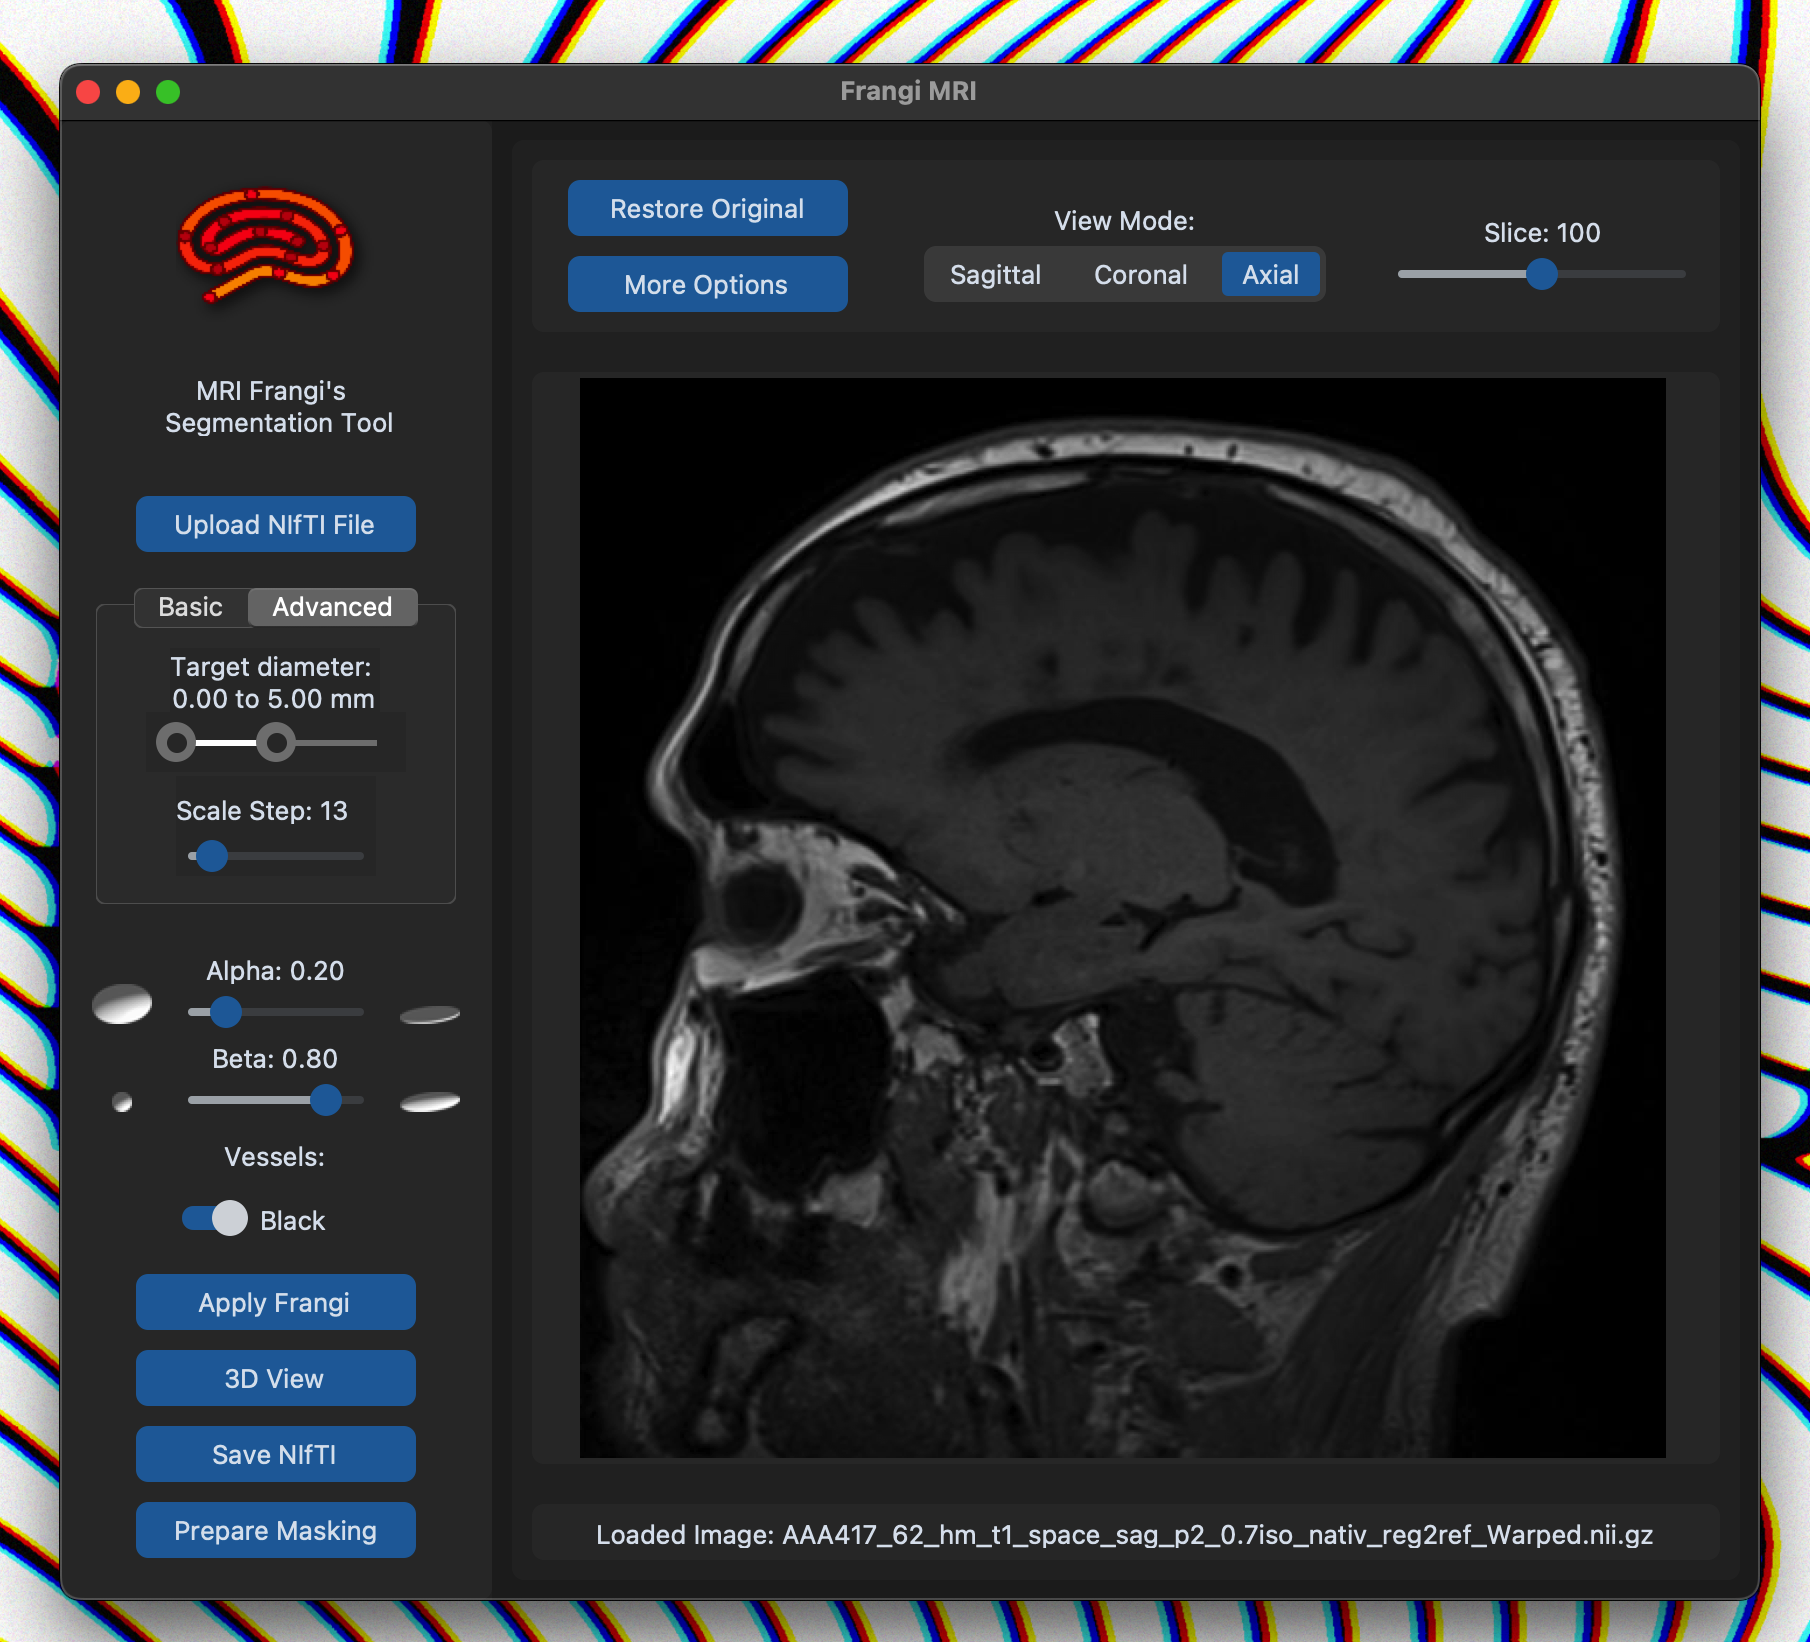 Frangi MRI
MRI Frangi's
Segmentation Tool
Upload NIfTI File
Basic
Advanced
Target diameter:
0.00 to 5.00 mm
Scale Step: 13
Alpha: 0.20
Beta: 0.80
Vessels:
Black
Apply Frangi
3D View
Save NIfTI
Prepare Masking
Restore Original
More Options
View Mode:
Sagittal
Coronal
Axial
Slice: 100
Loaded Image: AAA417_62_hm_t1_space_sag_p2_0.7iso_nativ_reg2ref_Warped.nii.gz